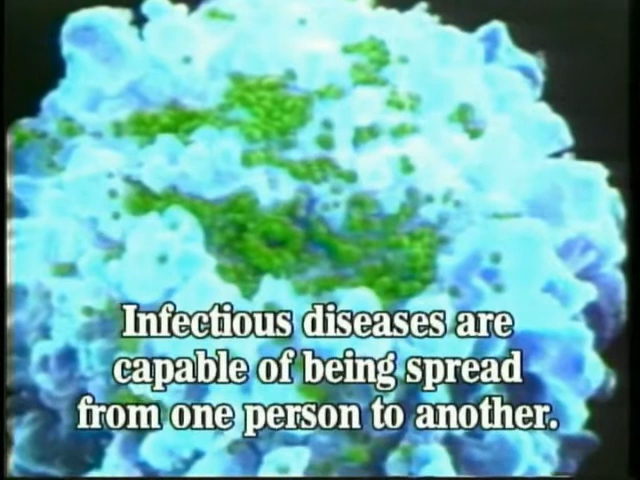 Infectious diseases are
capable of being spread
from one person to another.